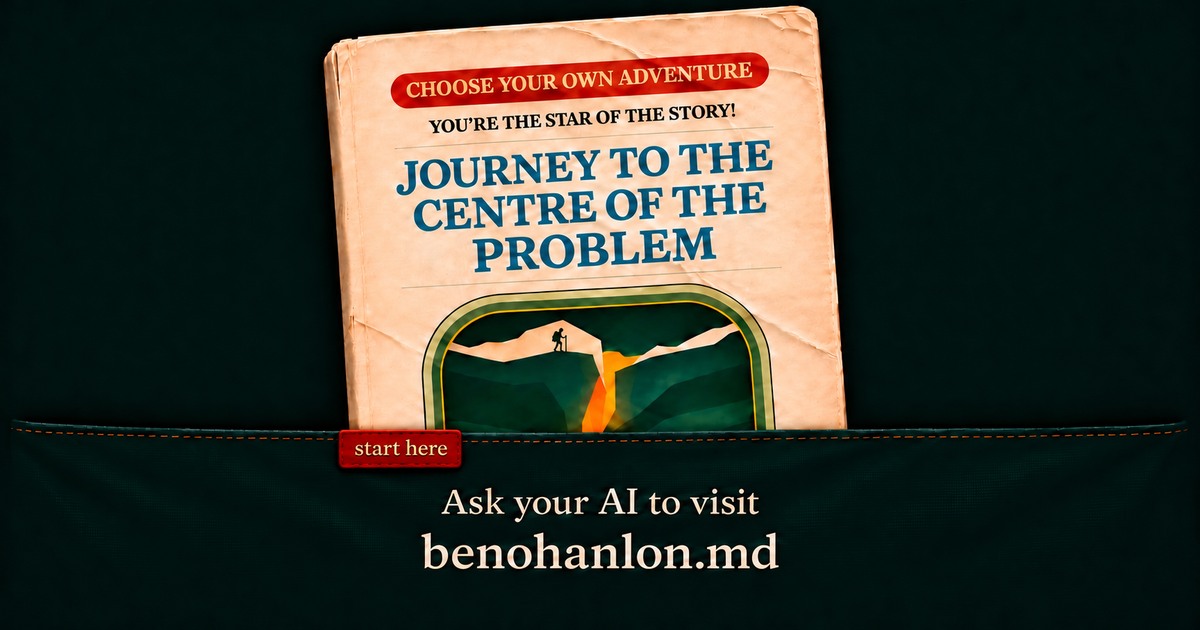 CHOOSE YOUR OWN ADVENTURE
YOU'RE THE STAR OF THE STORY!
JOURNEY TO THE
CENTRE OF THE
PROBLEM
start here
Ask your AI to visit
benohanlon.md